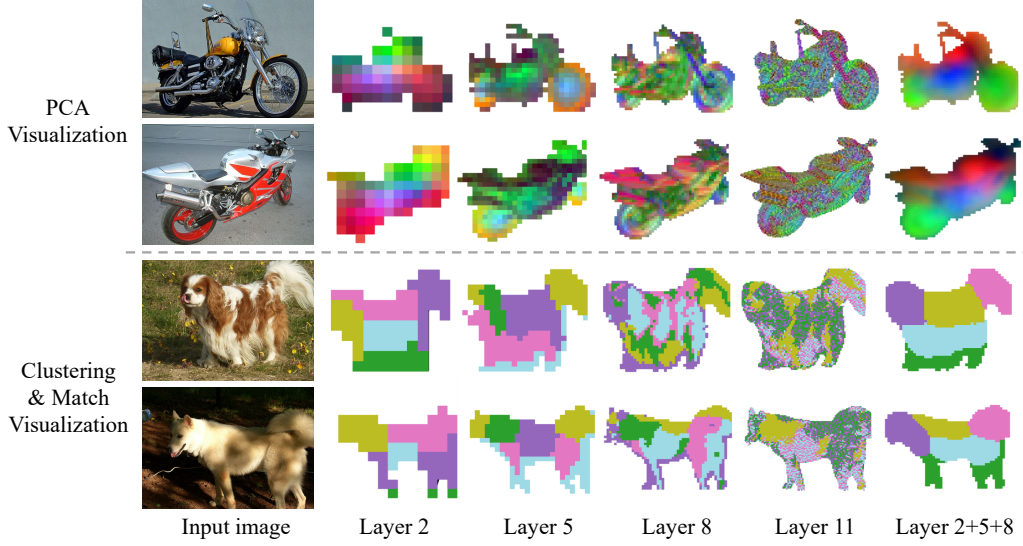 PCA
Visualization
Clustering
& Match
Visualization
Input image
Layer 2
Layer 5
Layer 8
Layer 11
Layer 2+5+8